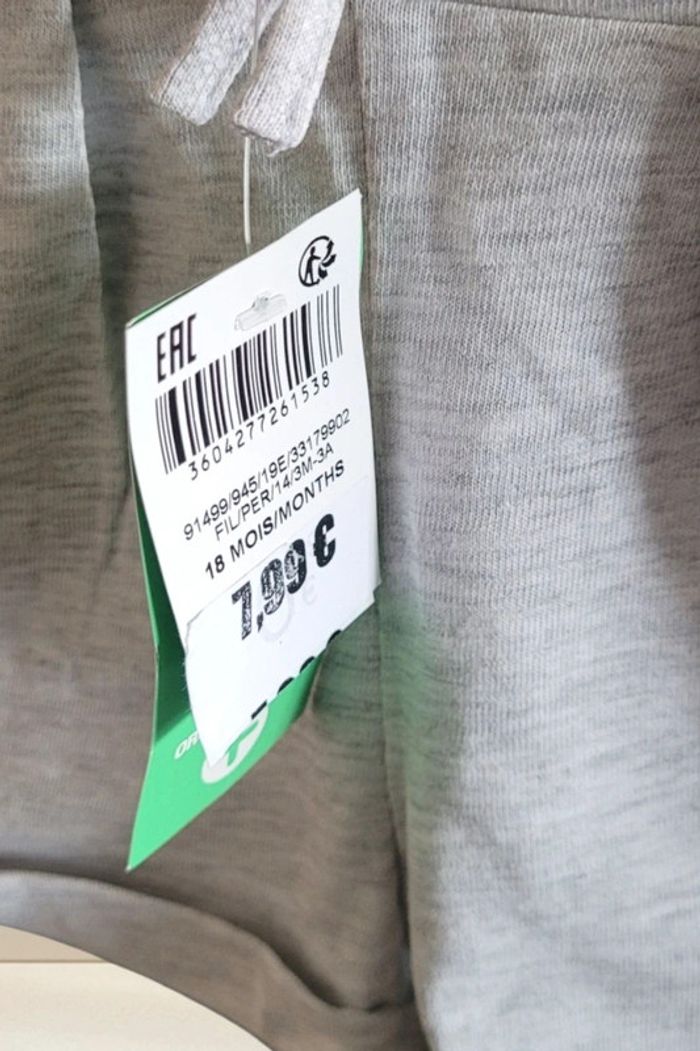 EAC
3604277261538
91499/945/19E/33179902
FIL/PER/14/3M-3A
18 MOIS/MONTHS
7,99 €